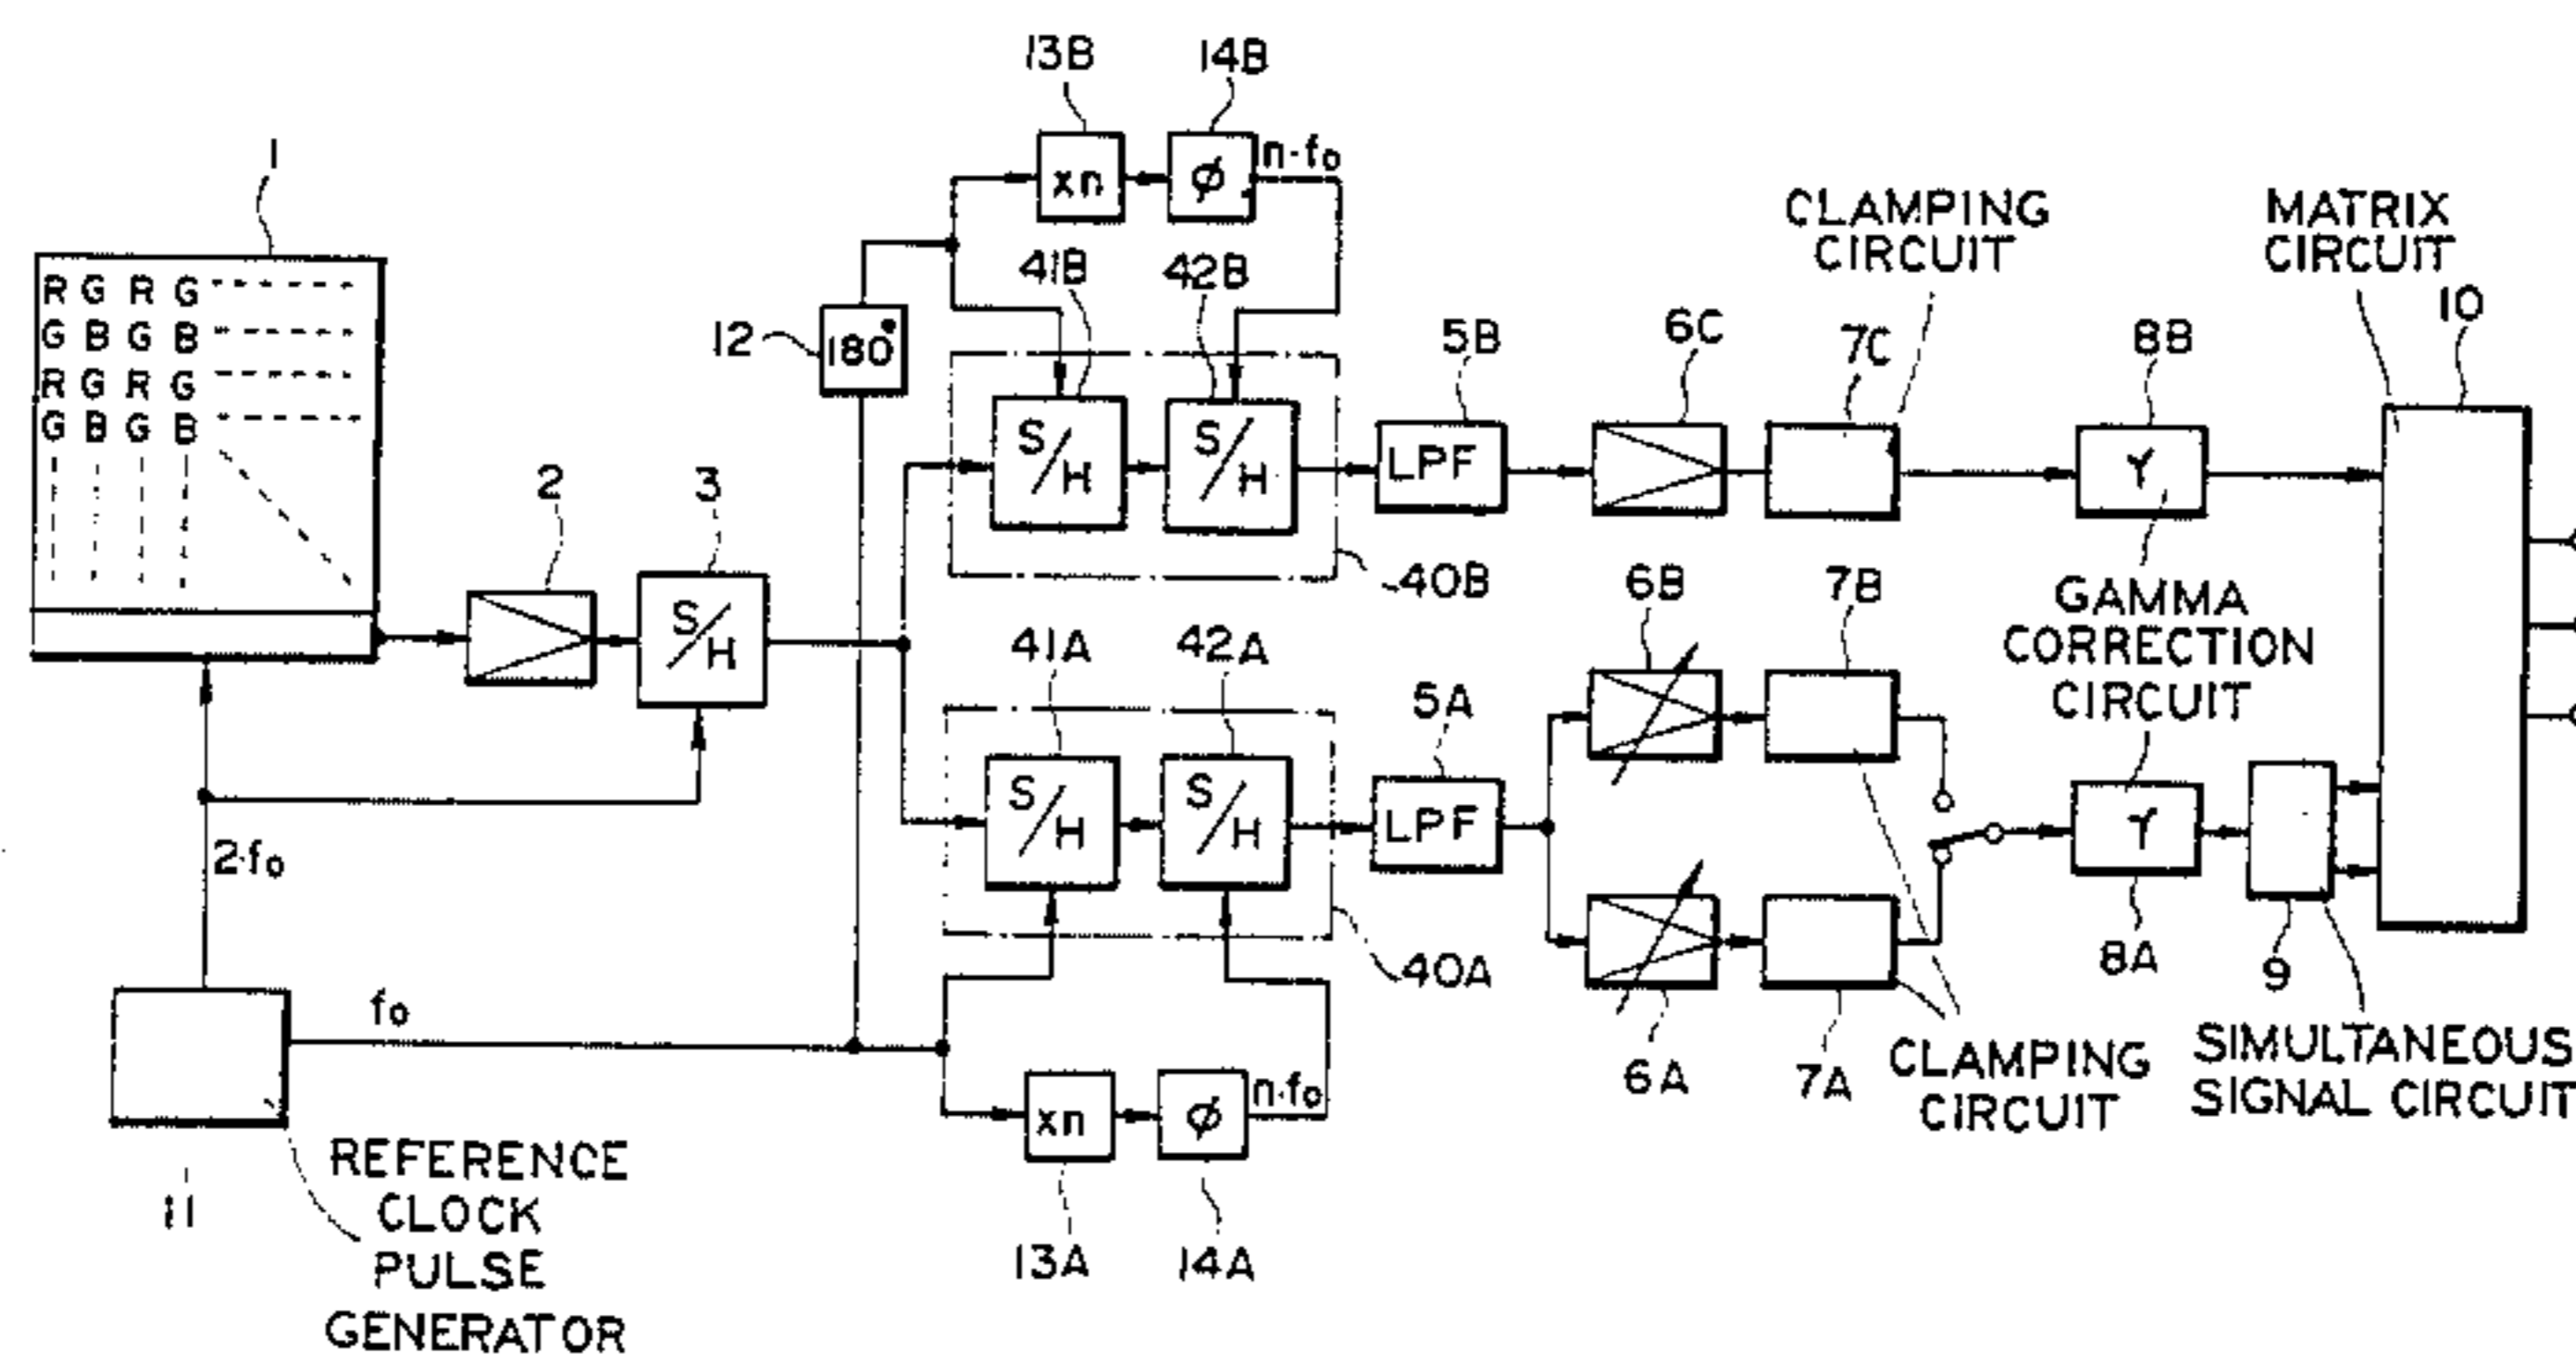 13B
14B
1
xn
φ
n·fo
CLAMPING
CIRCUIT
MATRIX
CIRCUIT
R G R G
G B G B
R G R G
G B G B
41B
42B
12
180°
5B
6C
7C
8B
10
2
3
S/H
S/H
S/H
LPF
γ
40B
6B
7B
GAMMA
CORRECTION
CIRCUIT
41A
42A
5A
S/H
S/H
LPF
γ
2·fo
40A
8A
9
fo
6A
7A
CLAMPING
CIRCUIT
SIMULTANEOUS
SIGNAL CIRCUIT
xn
φ
n·fo
11
REFERENCE
CLOCK
PULSE
GENERATOR
13A
14A